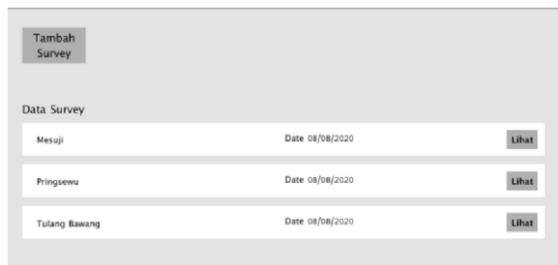 Tambah
Survey
Data Survey
Mesuji Date 08/08/2020 Lihat
Pringsewu Date 08/08/2020 Lihat
Tulang Bawang Date 08/08/2020 Lihat